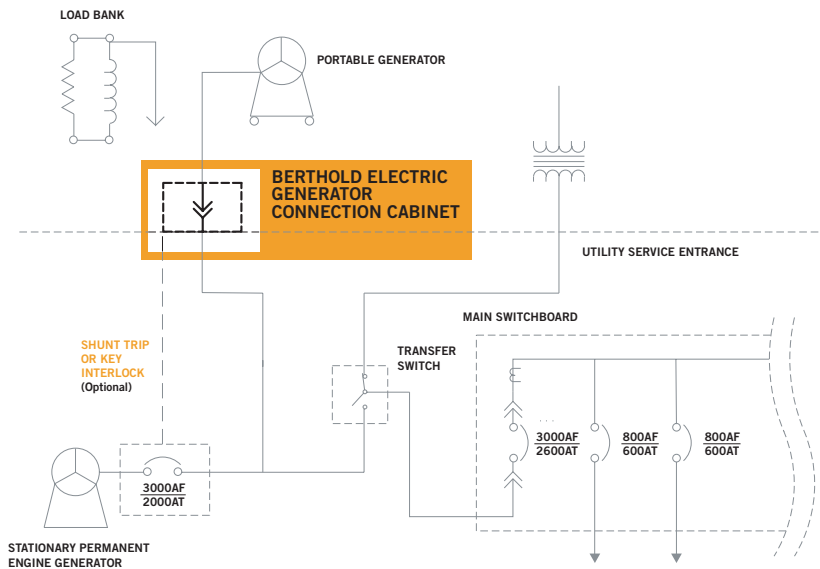 LOAD BANK
PORTABLE GENERATOR
BERTHOLD ELECTRIC
GENERATOR
CONNECTION CABINET
UTILITY SERVICE ENTRANCE
MAIN SWITCHBOARD
SHUNT TRIP
OR KEY
INTERLOCK
(Optional)
TRANSFER
SWITCH
3000AF
2600AT
800AF
600AT
800AF
600AT
3000AF
2000AT
STATIONARY PERMANENT
ENGINE GENERATOR